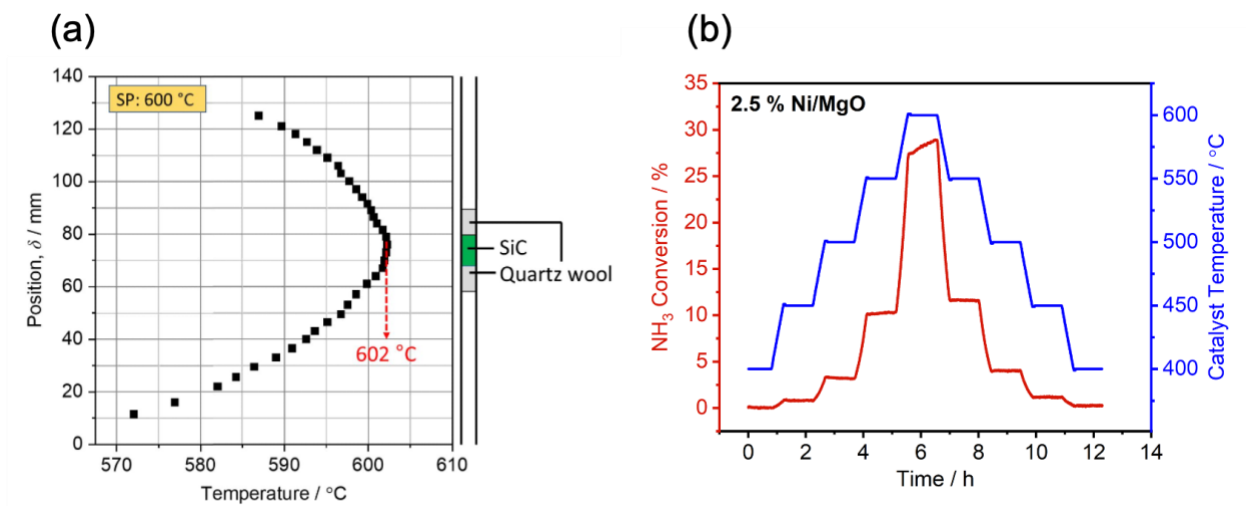 (a)
140
120
100
80
60
40
20
0
Position, δ / mm
SP: 600 °C
602 °C
570 580 590 600 610
Temperature / °C
SiC
Quartz wool
(b)
2.5 % Ni/MgO
35
30
25
20
15
10
5
0
NH₃ Conversion / %
600
550
500
450
400
Catalyst Temperature / °C
0 2 4 6 8 10 12 14
Time / h